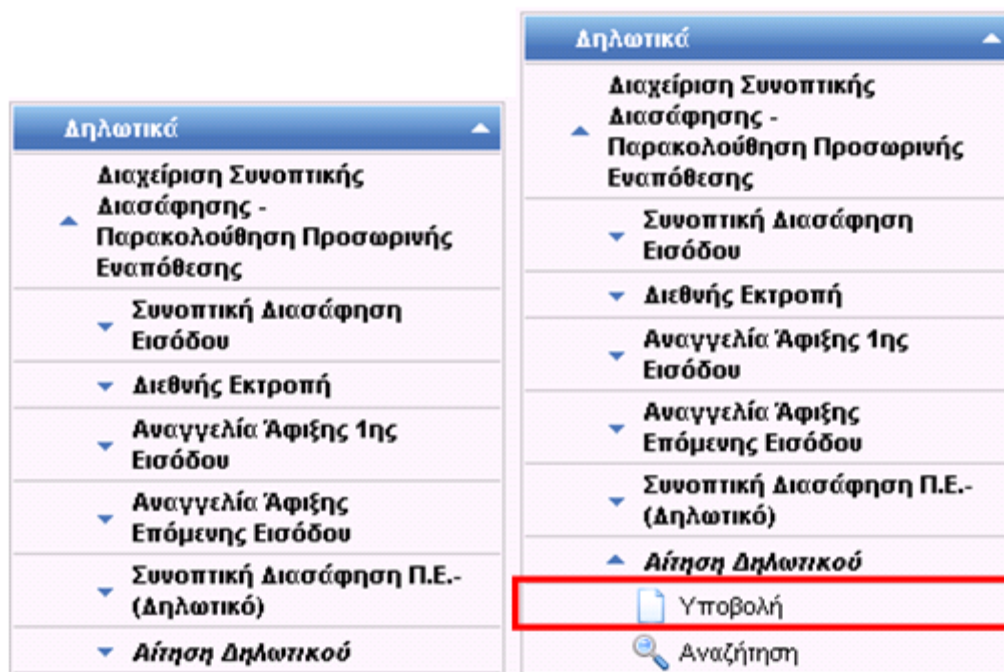 Δηλωτικά
Διαχείριση Συνοπτικής
Διασάφησης -
Παρακολούθηση Προσωρινής
Εναπόθεσης
Συνοπτική Διασάφηση
Εισόδου
Διεθνής Εκτροπή
Αναγγελία Άφιξης 1ης
Εισόδου
Αναγγελία Άφιξης
Επόμενης Εισόδου
Συνοπτική Διασάφηση Π.Ε.-
(Δηλωτικό)
Αίτηση Δηλωτικού
Δηλωτικά
Διαχείριση Συνοπτικής
Διασάφησης -
Παρακολούθηση Προσωρινής
Εναπόθεσης
Συνοπτική Διασάφηση
Εισόδου
Διεθνής Εκτροπή
Αναγγελία Άφιξης 1ης
Εισόδου
Αναγγελία Άφιξης
Επόμενης Εισόδου
Συνοπτική Διασάφηση Π.Ε.-
(Δηλωτικό)
Αίτηση Δηλωτικού
Υποβολή
Αναζήτηση